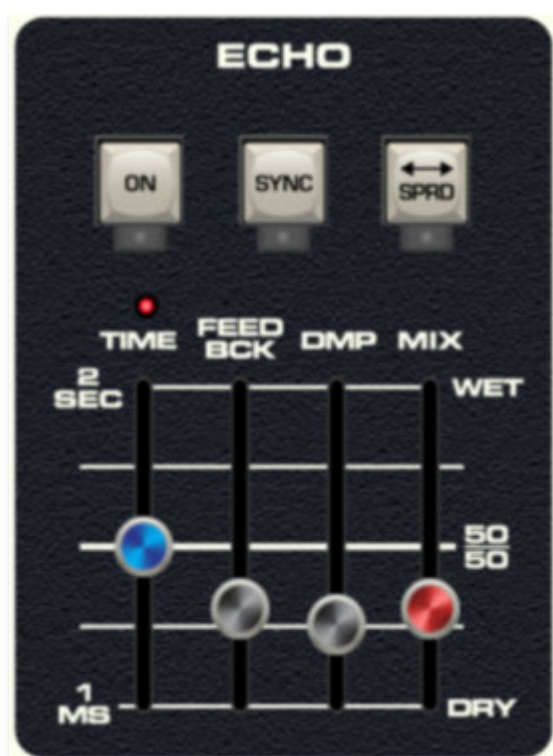 ECHO
ON
SYNC
SPRD
TIME
FEED
BCK
DMP
MIX
2
SEC
WET
50
50
1
MS
DRY